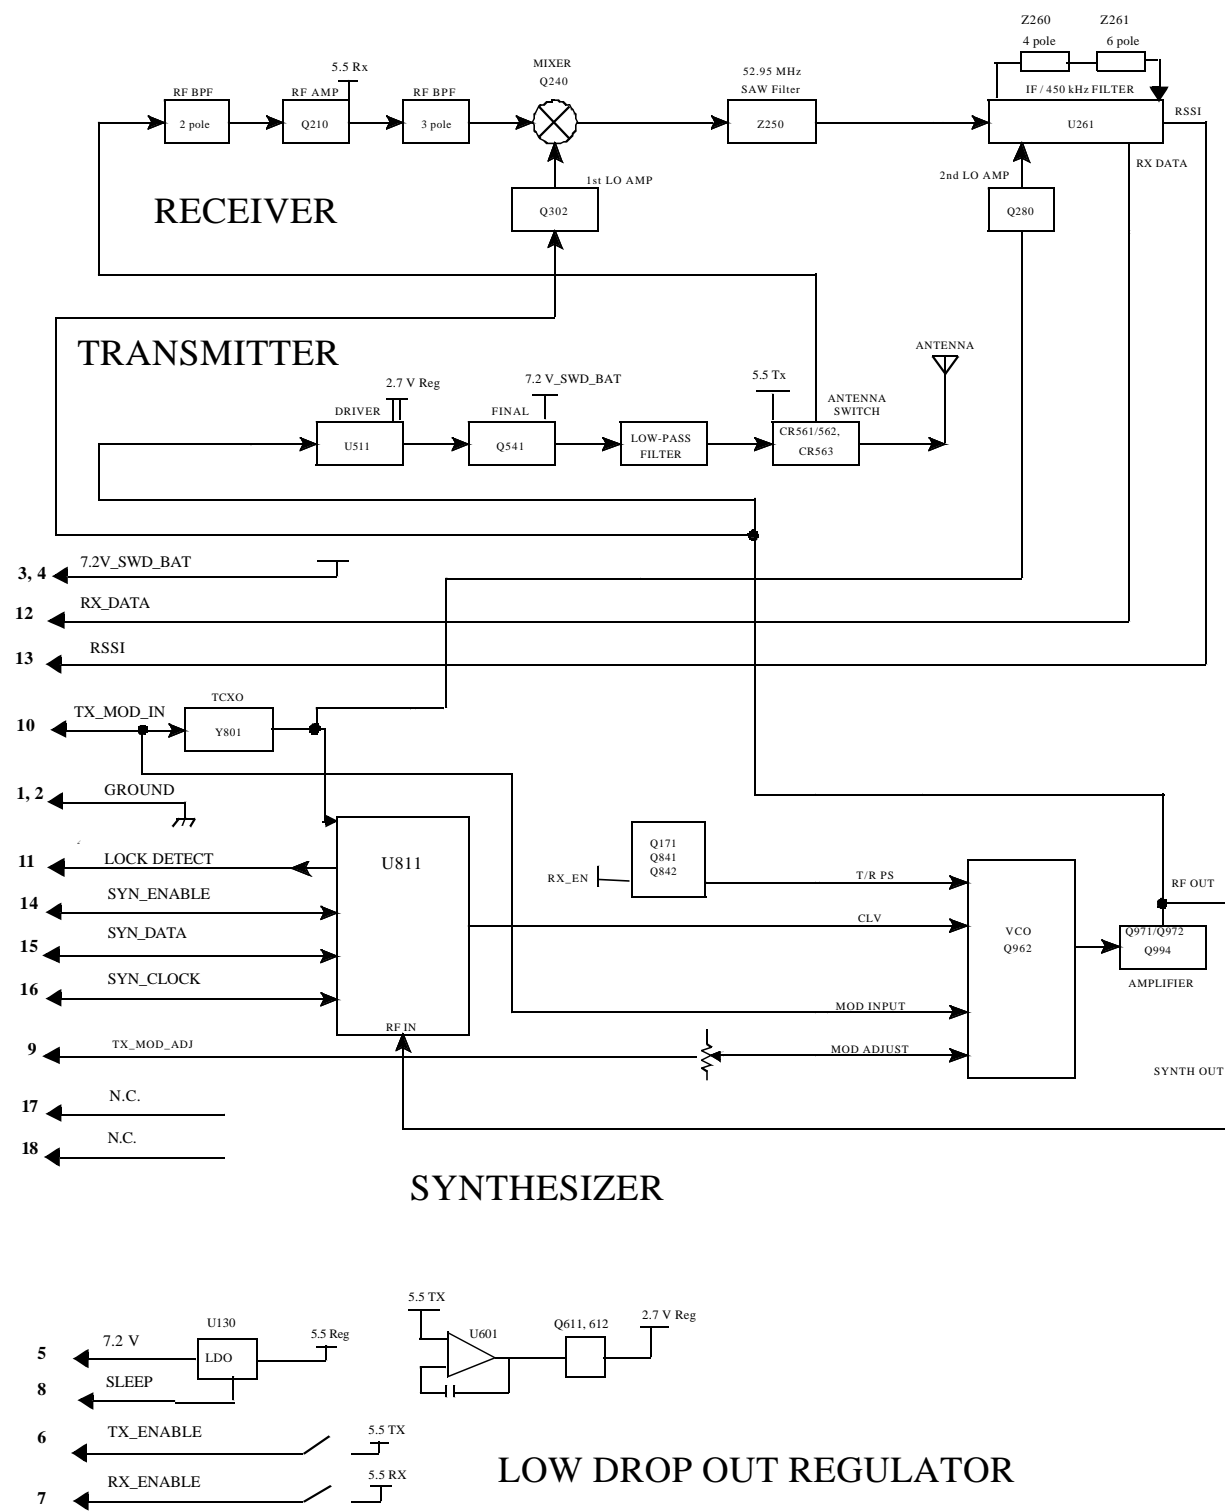 Z260
Z261
4 pole
6 pole
MIXER
Q240
5.5 Rx
52.95 MHz
SAW Filter
RF BPF
RF AMP
RF BPF
IF / 450 kHz FILTER
2 pole
Q210
3 pole
Z250
U261
RSSI
RX DATA
1st LO AMP
2nd LO AMP
Q302
Q280
RECEIVER
TRANSMITTER
ANTENNA
2.7 V Reg
7.2 V_SWD_BAT
5.5 Tx
DRIVER
FINAL
ANTENNA
SWITCH
U511
Q541
LOW-PASS
FILTER
CR561/562,
CR563
3, 4
7.2V_SWD_BAT
12
RX_DATA
13
RSSI
TCXO
10
TX_MOD_IN
Y801
1, 2
GROUND
11
LOCK DETECT
U811
Q171
Q841
Q842
RX_EN
T/R PS
RF OUT
14
SYN_ENABLE
CLV
VCO
Q962
Q971/Q972
Q994
AMPLIFIER
15
SYN_DATA
16
SYN_CLOCK
MOD INPUT
RF IN
9
TX_MOD_ADJ
MOD ADJUST
SYNTH OUT
17
N.C.
18
N.C.
SYNTHESIZER
5.5 TX
U130
U601
Q611, 612
2.7 V Reg
5
7.2 V
LDO
5.5 Reg
8
SLEEP
6
TX_ENABLE
5.5 TX
7
RX_ENABLE
5.5 RX
LOW DROP OUT REGULATOR